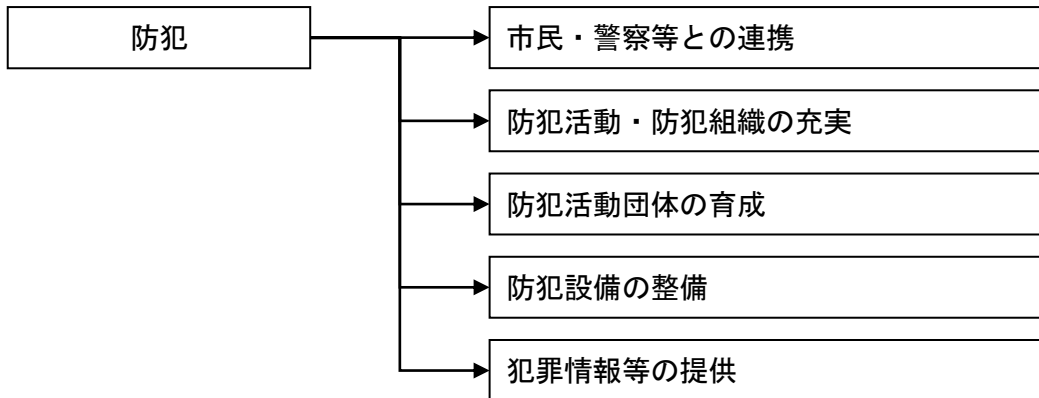 防犯
市民・警察等との連携
防犯活動・防犯組織の充実
防犯活動団体の育成
防犯設備の整備
犯罪情報等の提供